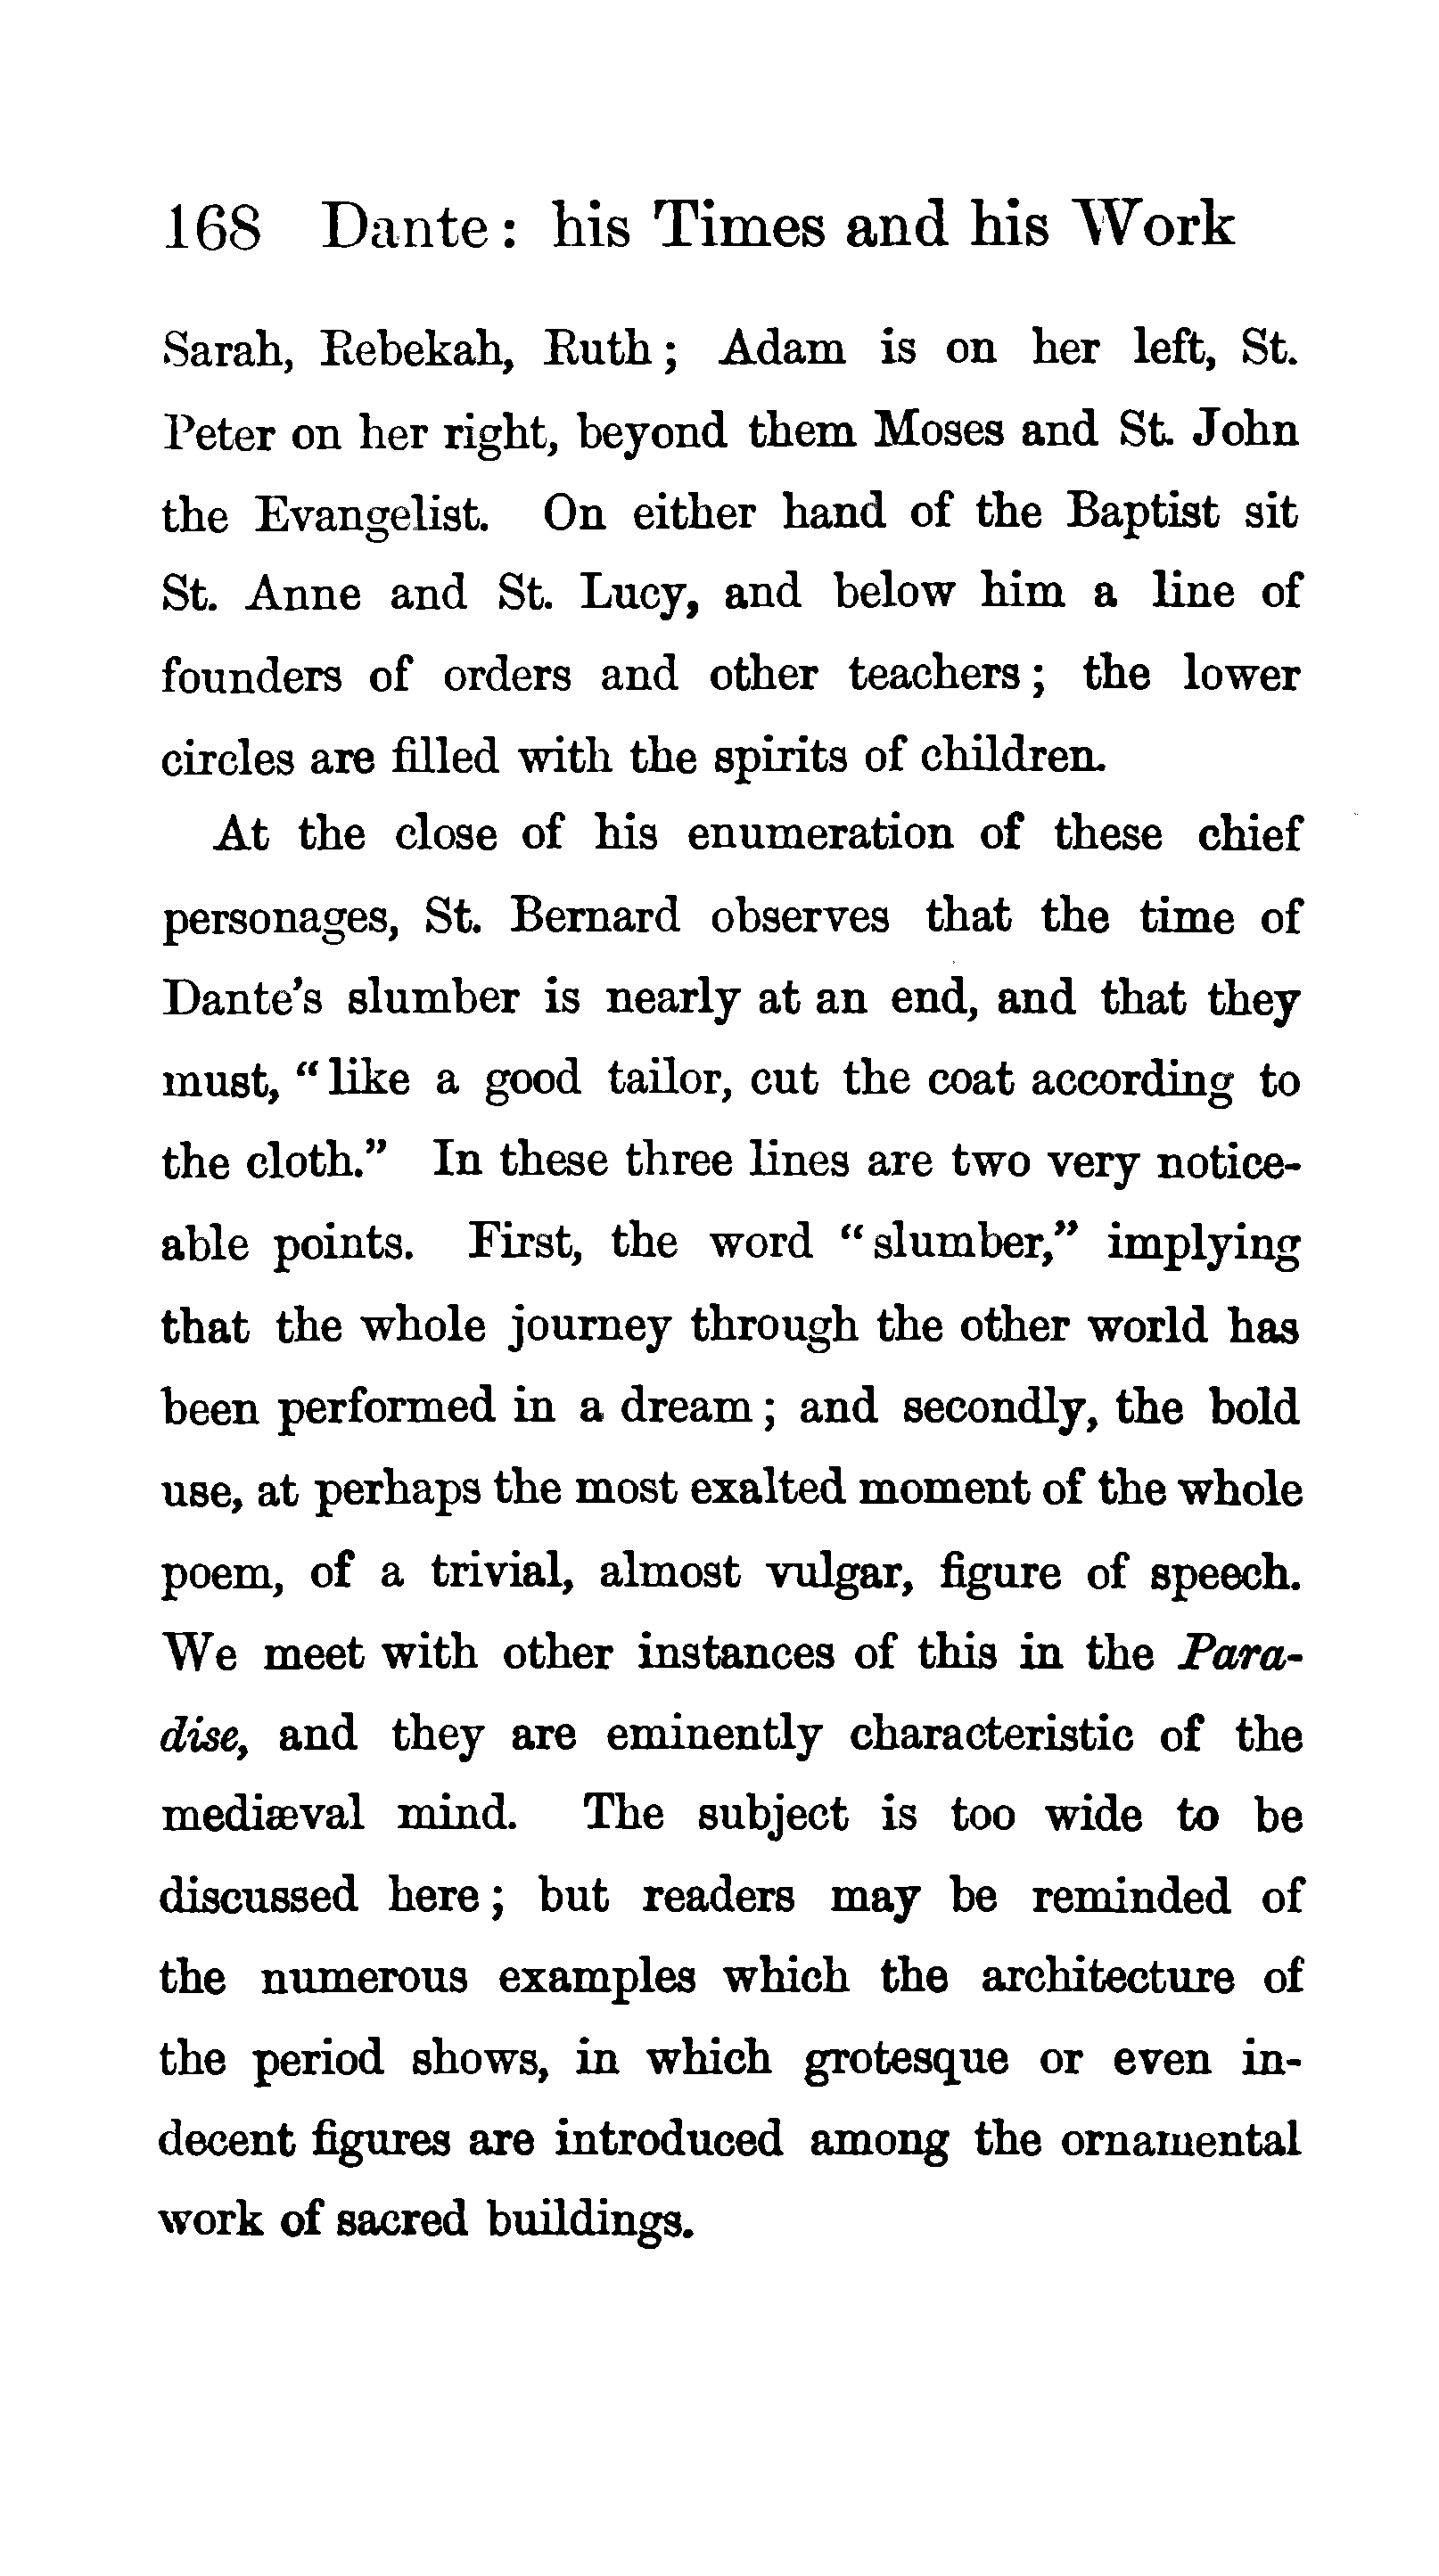 168 Dante: his Times and his Work
Sarah, Rebekah, Ruth; Adam is on her left, St.
Peter on her right, beyond them Moses and St. John
the Evangelist. On either hand of the Baptist sit
St. Anne and St. Lucy, and below him a line of
founders of orders and other teachers; the lower
circles are filled with the spirits of children.
At the close of his enumeration of these chief
personages, St. Bernard observes that the time of
Dante's slumber is nearly at an end, and that they
must, "like a good tailor, cut the coat according to
the cloth." In these three lines are two very notice-
able points. First, the word "slumber," implying
that the whole journey through the other world has
been performed in a dream; and secondly, the bold
use, at perhaps the most exalted moment of the whole
poem, of a trivial, almost vulgar, figure of speech.
We meet with other instances of this in the Para-
dise, and they are eminently characteristic of the
mediæval mind. The subject is too wide to be
discussed here; but readers may be reminded of
the numerous examples which the architecture of
the period shows, in which grotesque or even in-
decent figures are introduced among the ornamental
work of sacred buildings.